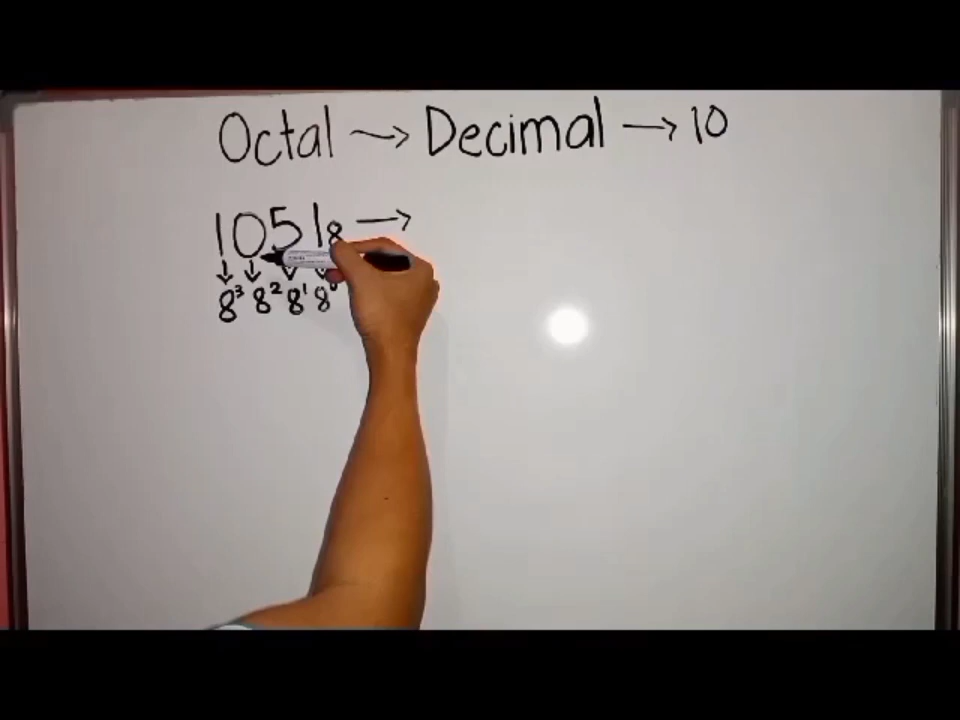 Octal → Decimal → 10
1051₈ →
↓ ↓ ↓ ↓
8³ 8² 8¹ 8⁰